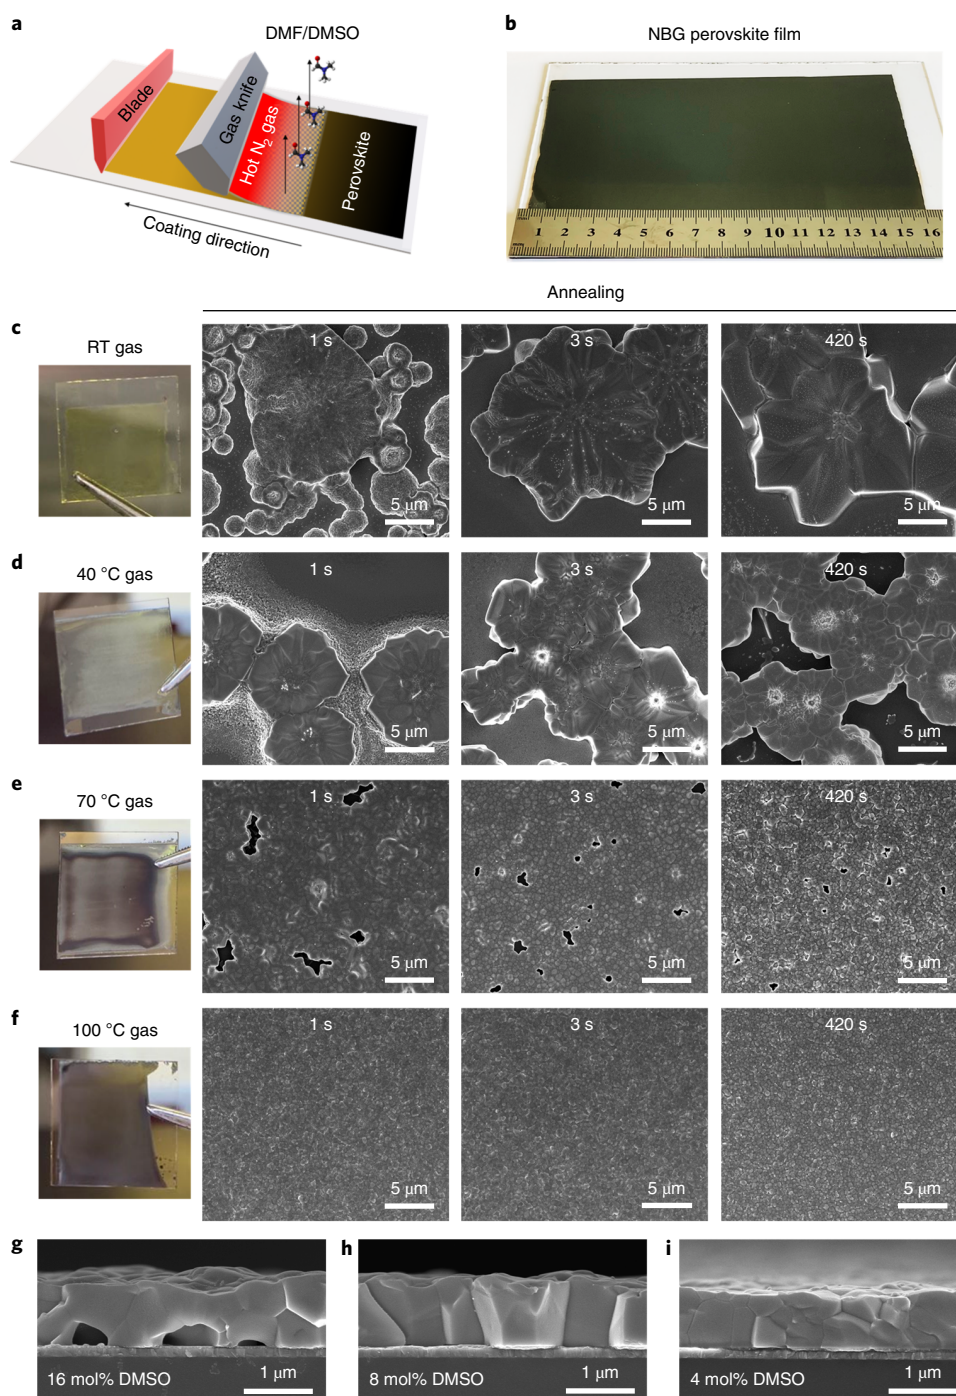 a
DMF/DMSO
Blade
Gas knife
Hot N₂ gas
Perovskite
Coating direction
b
NBG perovskite film
1 2 3 4 5 6 7 8 9 10 11 12 13 14 15 16
Annealing
c
RT gas
1 s
5 μm
3 s
5 μm
420 s
5 μm
d
40 °C gas
1 s
5 μm
3 s
5 μm
420 s
5 μm
e
70 °C gas
1 s
5 μm
3 s
5 μm
420 s
5 μm
f
100 °C gas
1 s
5 μm
3 s
5 μm
420 s
5 μm
g
16 mol% DMSO
1 μm
h
8 mol% DMSO
1 μm
i
4 mol% DMSO
1 μm